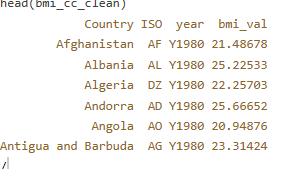 head(bmi_cc_clean)
Country ISO year bmi_val
Afghanistan AF Y1980 21.48678
Albania AL Y1980 25.22533
Algeria DZ Y1980 22.25703
Andorra AD Y1980 25.66652
Angola AO Y1980 20.94876
Antigua and Barbuda AG Y1980 23.31424